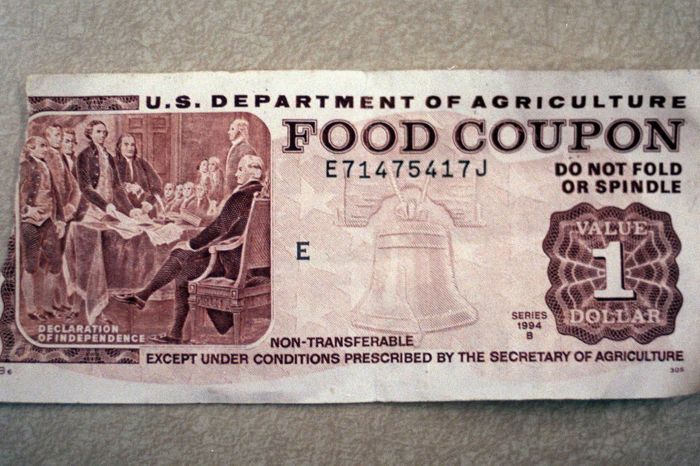 U.S. DEPARTMENT OF AGRICULTURE
FOOD COUPON
E71475417J
DO NOT FOLD
OR SPINDLE
E
VALUE
1
DOLLAR
SERIES
1994
B
DECLARATION
OF INDEPENDENCE
NON-TRANSFERABLE
EXCEPT UNDER CONDITIONS PRESCRIBED BY THE SECRETARY OF AGRICULTURE
305